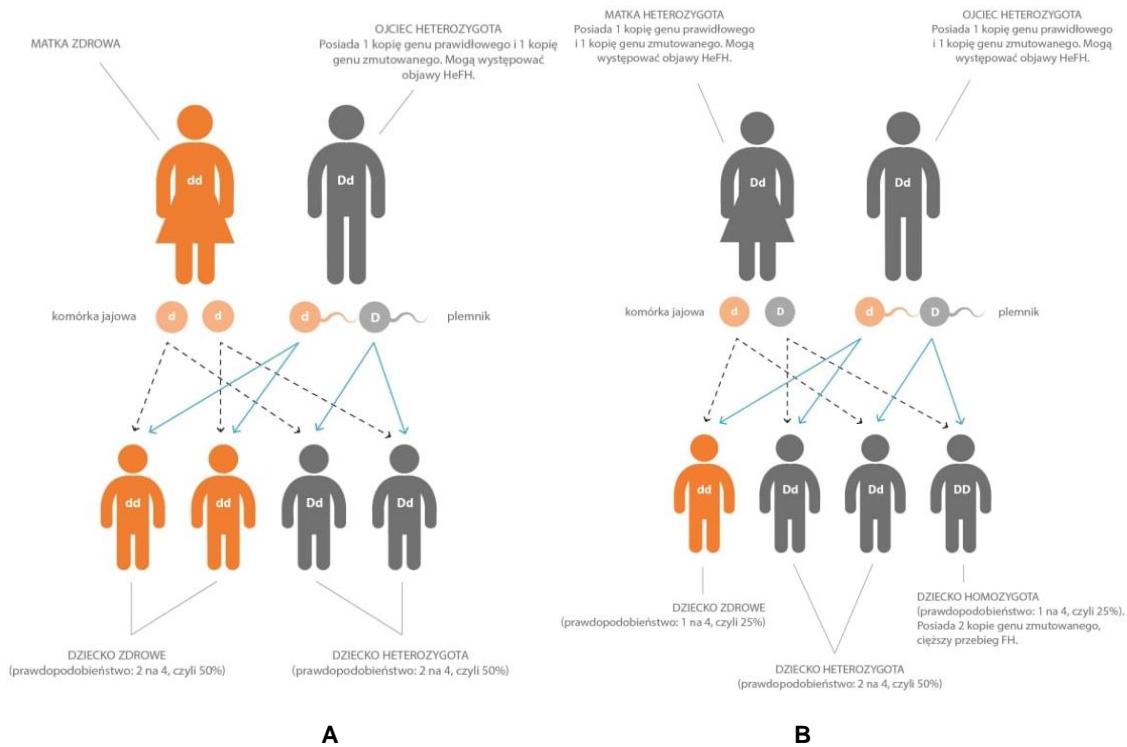 MATKA ZDROWA
OJCIEC HETEROZYGOTA
Posiada 1 kopię genu prawidłowego i 1 kopię
genu zmutowanego. Mogą występować
objawy HeFH.
dd
Dd
komórka jajowa
d
d
d
D
plemnik
dd
dd
Dd
Dd
DZIECKO ZDROWE
(prawdopodobieństwo: 2 na 4, czyli 50%)
DZIECKO HETEROZYGOTA
(prawdopodobieństwo: 2 na 4, czyli 50%)
A
MATKA HETEROZYGOTA
Posiada 1 kopię genu prawidłowego
i 1 kopię genu zmutowanego. Mogą
występować objawy HeFH.
OJCIEC HETEROZYGOTA
Posiada 1 kopię genu prawidłowego
i 1 kopię genu zmutowanego. Mogą
występować objawy HeFH.
Dd
Dd
komórka jajowa
d
D
d
D
plemnik
dd
Dd
Dd
DD
DZIECKO ZDROWE
(prawdopodobieństwo: 1 na 4, czyli 25%)
DZIECKO HOMOZYGOTA
(prawdopodobieństwo: 1 na 4, czyli 25%).
Posiada 2 kopie genu zmutowanego,
cięższy przebieg FH.
DZIECKO HETEROZYGOTA
(prawdopodobieństwo: 2 na 4, czyli 50%)
B